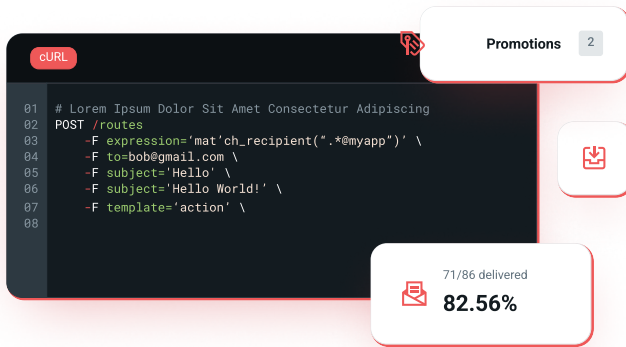 Promotions 2
cURL
01 # Lorem Ipsum Dolor Sit Amet Consectetur Adipiscing
02 POST /routes
03 -F expression=‘mat’ch_recipient(“.*@myapp”)’ \
04 -F to=bob@gmail.com \
05 -F subject='Hello' \
06 -F subject='Hello World!’ \
07 -F template=‘action’ \
08
71/86 delivered
82.56%